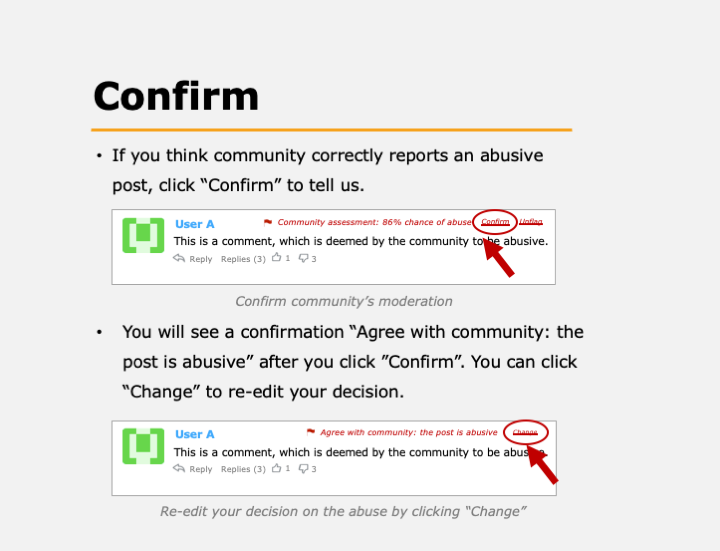 Confirm
• If you think community correctly reports an abusive
post, click “Confirm” to tell us.
User A
Community assessment: 86% chance of abuse Confirm Unflag
This is a comment, which is deemed by the community to be abusive.
Reply Replies (3) 1 3
Confirm community’s moderation
• You will see a confirmation “Agree with community: the
post is abusive” after you click ”Confirm”. You can click
“Change” to re-edit your decision.
User A
Agree with community: the post is abusive Change
This is a comment, which is deemed by the community to be abusive.
Reply Replies (3) 1 3
Re-edit your decision on the abuse by clicking “Change”